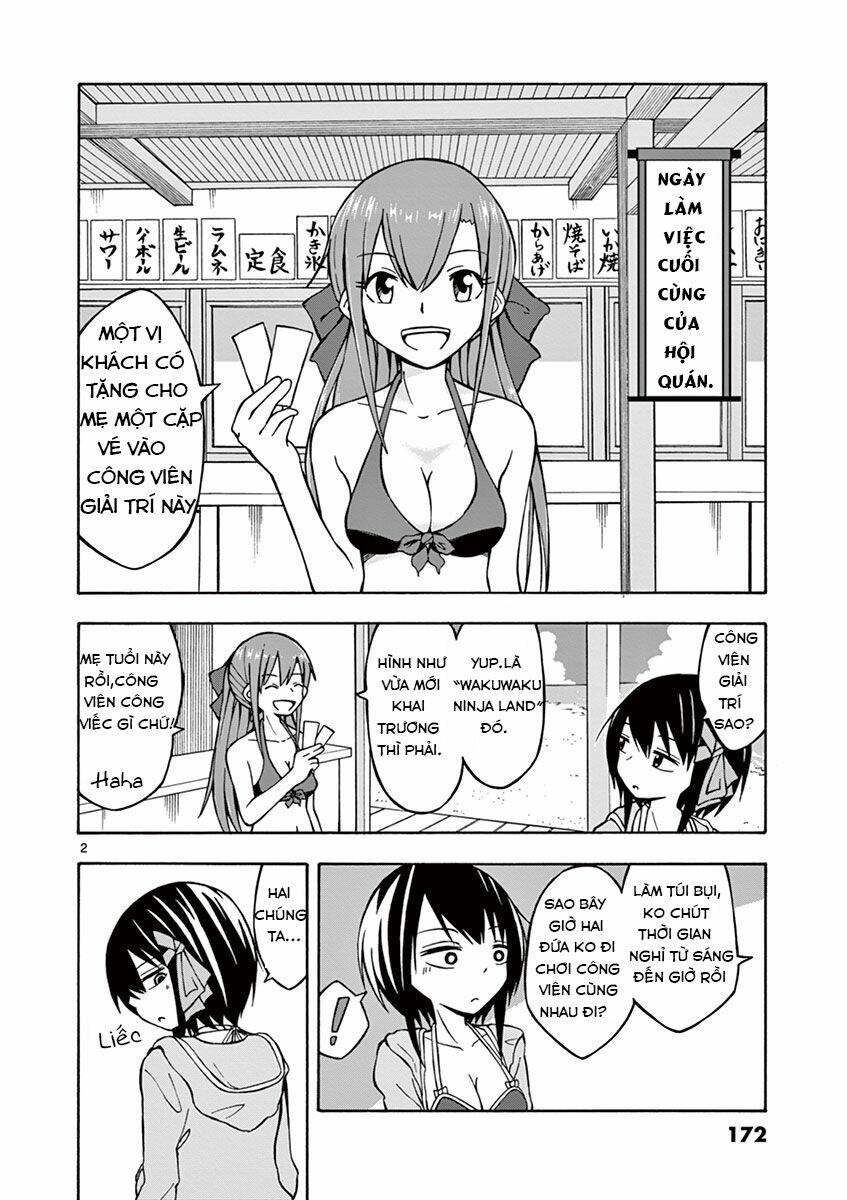 NGÀY
LÀM
VIỆC
CUỐI
CÙNG
CỦA
HỘI
QUÁN.
おにぎり
いか焼
焼そば
からあげ
かき氷
定食
ラムネ
生ビール
ハイボール
サワー
MỘT VỊ
KHÁCH CÓ
TẶNG CHO
MẸ MỘT CẶP
VÉ VÀO
CÔNG VIÊN
GIẢI TRÍ NÀY.
CÔNG
VIÊN
GIẢI
TRÍ
SAO?
YUP.LÀ
“WAKUWAKU
NINJA LAND”
ĐÓ.
HÌNH NHƯ
VỪA MỚI
KHAI
TRƯƠNG
THÌ PHẢI.
MẸ TUỔI NÀY
RỒI,CÔNG
VIÊN CÔNG
VIẾC GÌ CHỨ!
Haha
2
LÀM TÚI BỤI,
KO CHÚT
THỜI GIAN
NGHỈ TỪ SÁNG
ĐẾN GIỜ RỒI
SAO BÂY
GIỜ HAI
ĐỨA KO ĐI
CHƠI CÔNG
VIÊN CÙNG
NHAU ĐI?
!
HAI
CHÚNG
TA...
LIẾC
172